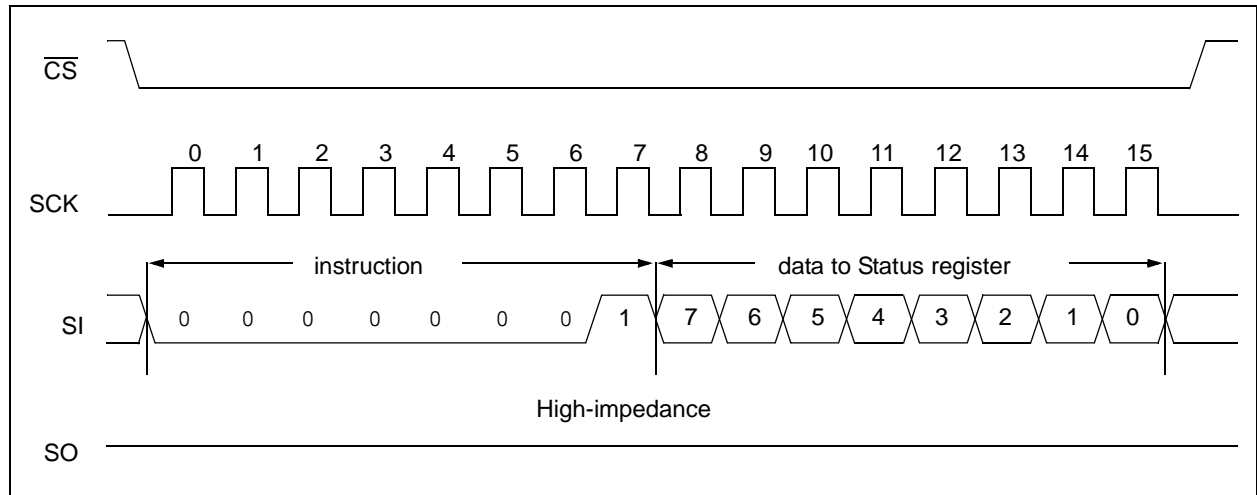 CS
0 1 2 3 4 5 6 7 8 9 10 11 12 13 14 15
SCK
instruction data to Status register
SI 0 0 0 0 0 0 0 1 7 6 5 4 3 2 1 0
High-impedance
SO